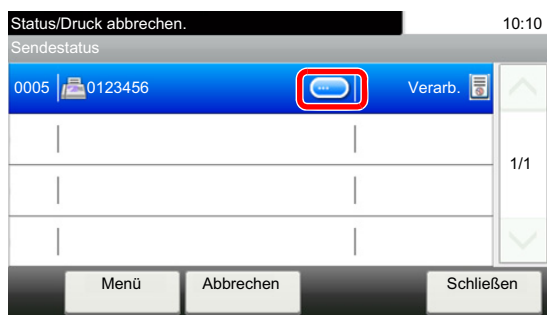 Status/Druck abbrechen. 10:10
Sendestatus
0005 0123456 ... Verarb.
1/1
Menü Abbrechen Schließen